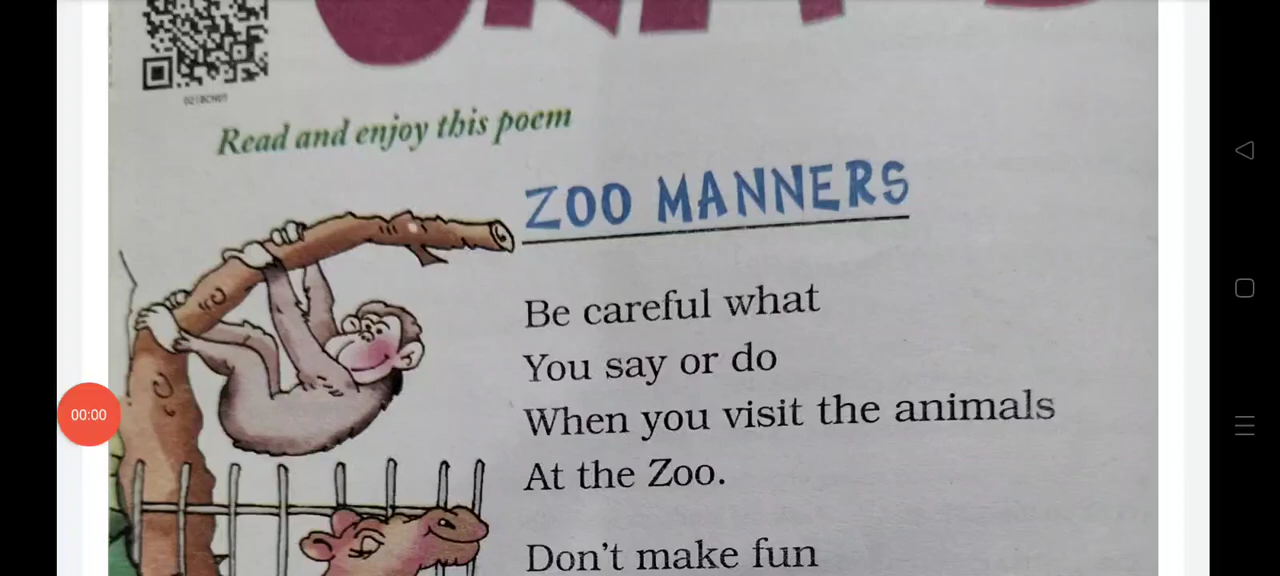 Read and enjoy this poem
ZOO MANNERS
Be careful what
You say or do
When you visit the animals
At the Zoo.
Don't make fun
00:00